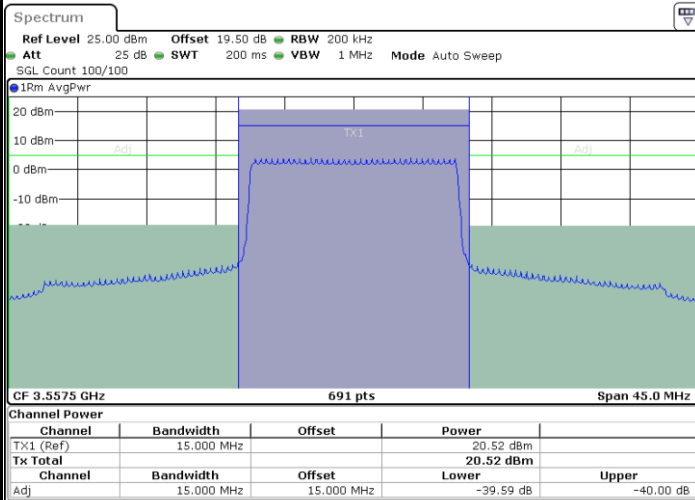 Spectrum
Ref Level 25.00 dBm Offset 19.50 dB RBW 200 kHz
Att 25 dB SWT 200 ms VBW 1 MHz Mode Auto Sweep
SGL Count 100/100
1Rm AvgPwr
20 dBm
TX1
10 dBm
Adj Adj
0 dBm
-10 dBm
CF 3.5575 GHz 691 pts Span 45.0 MHz
Channel Power
Channel Bandwidth Offset Power
TX1 (Ref) 15.000 MHz 20.52 dBm
Tx Total 20.52 dBm
Channel Bandwidth Offset Lower Upper
Adj 15.000 MHz 15.000 MHz -39.59 dB -40.00 dB